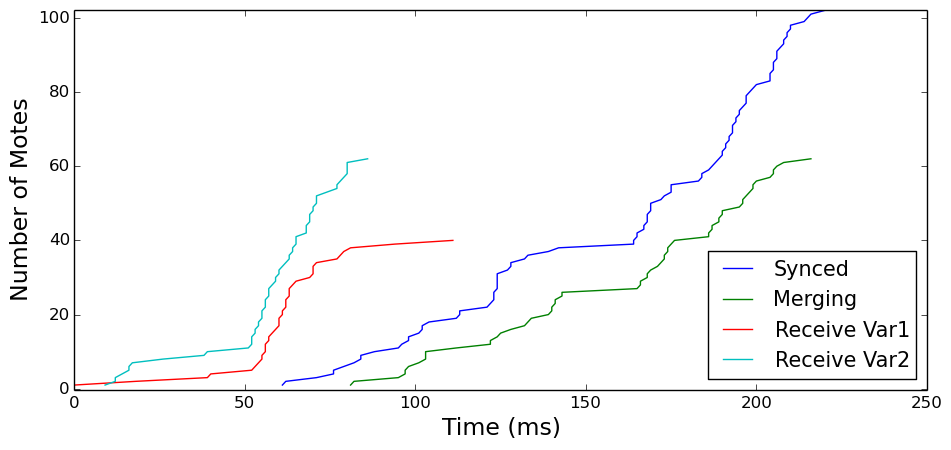 100
80
60
40
20
0
Number of Motes
0 50 100 150 200 250
Time (ms)
Synced
Merging
Receive Var1
Receive Var2